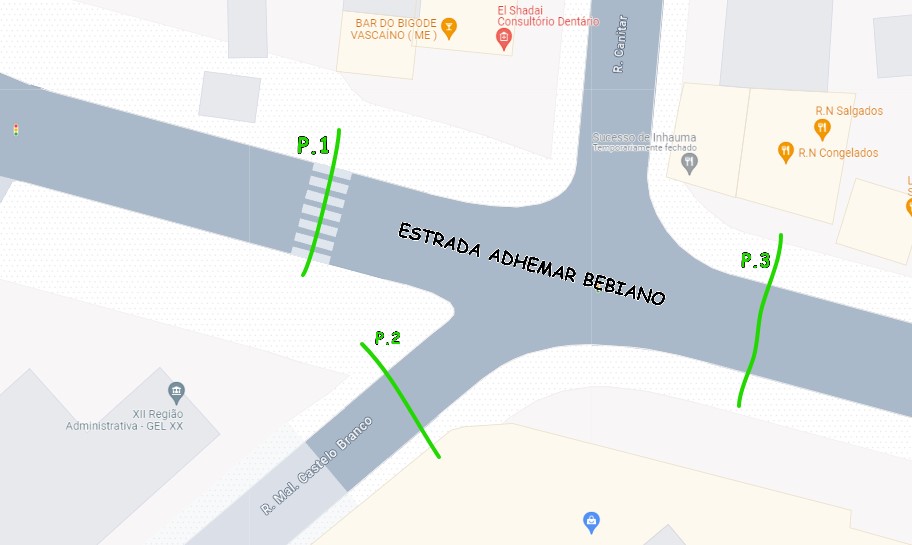 El Shadai
Consultório Dentário
BAR DO BIGODE
VASCAÍNO ( ME )
R. Canitar
R.N Salgados
P.1
Sucesso de Inhauma
Temporariamente fechado
R.N Congelados
L
S
ESTRADA ADHEMAR BEBIANO
P.3
P.2
XII Região
Administrativa - GEL XX
R. Mal. Castelo Branco